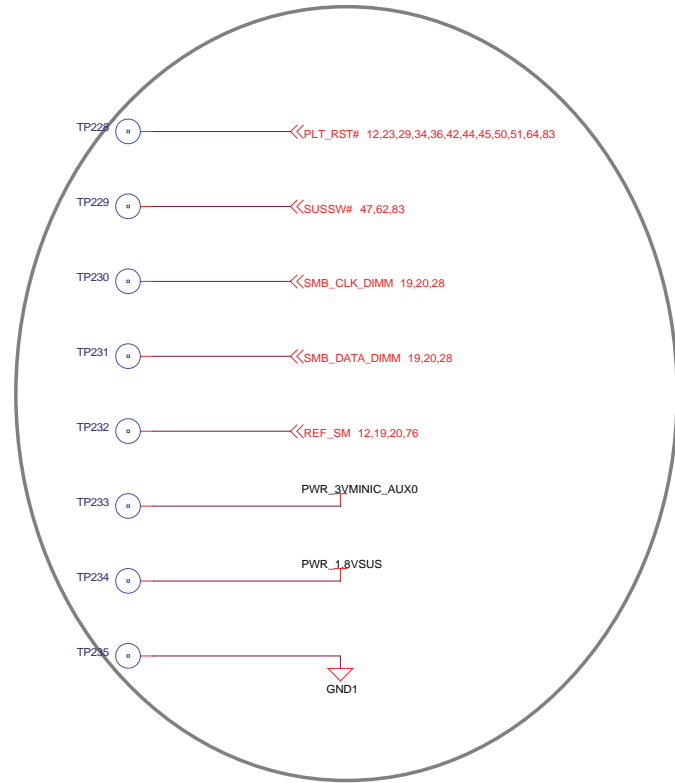 TP228 PLT_RST# 12,23,29,34,36,42,44,45,50,51,64,83
TP229 SUSSW# 47,62,83
TP230 SMB_CLK_DIMM 19,20,28
TP231 SMB_DATA_DIMM 19,20,28
TP232 REF_SM 12,19,20,76
PWR_3VMINIC_AUX0
TP233
PWR_1.8VSUS
TP234
TP235
GND1